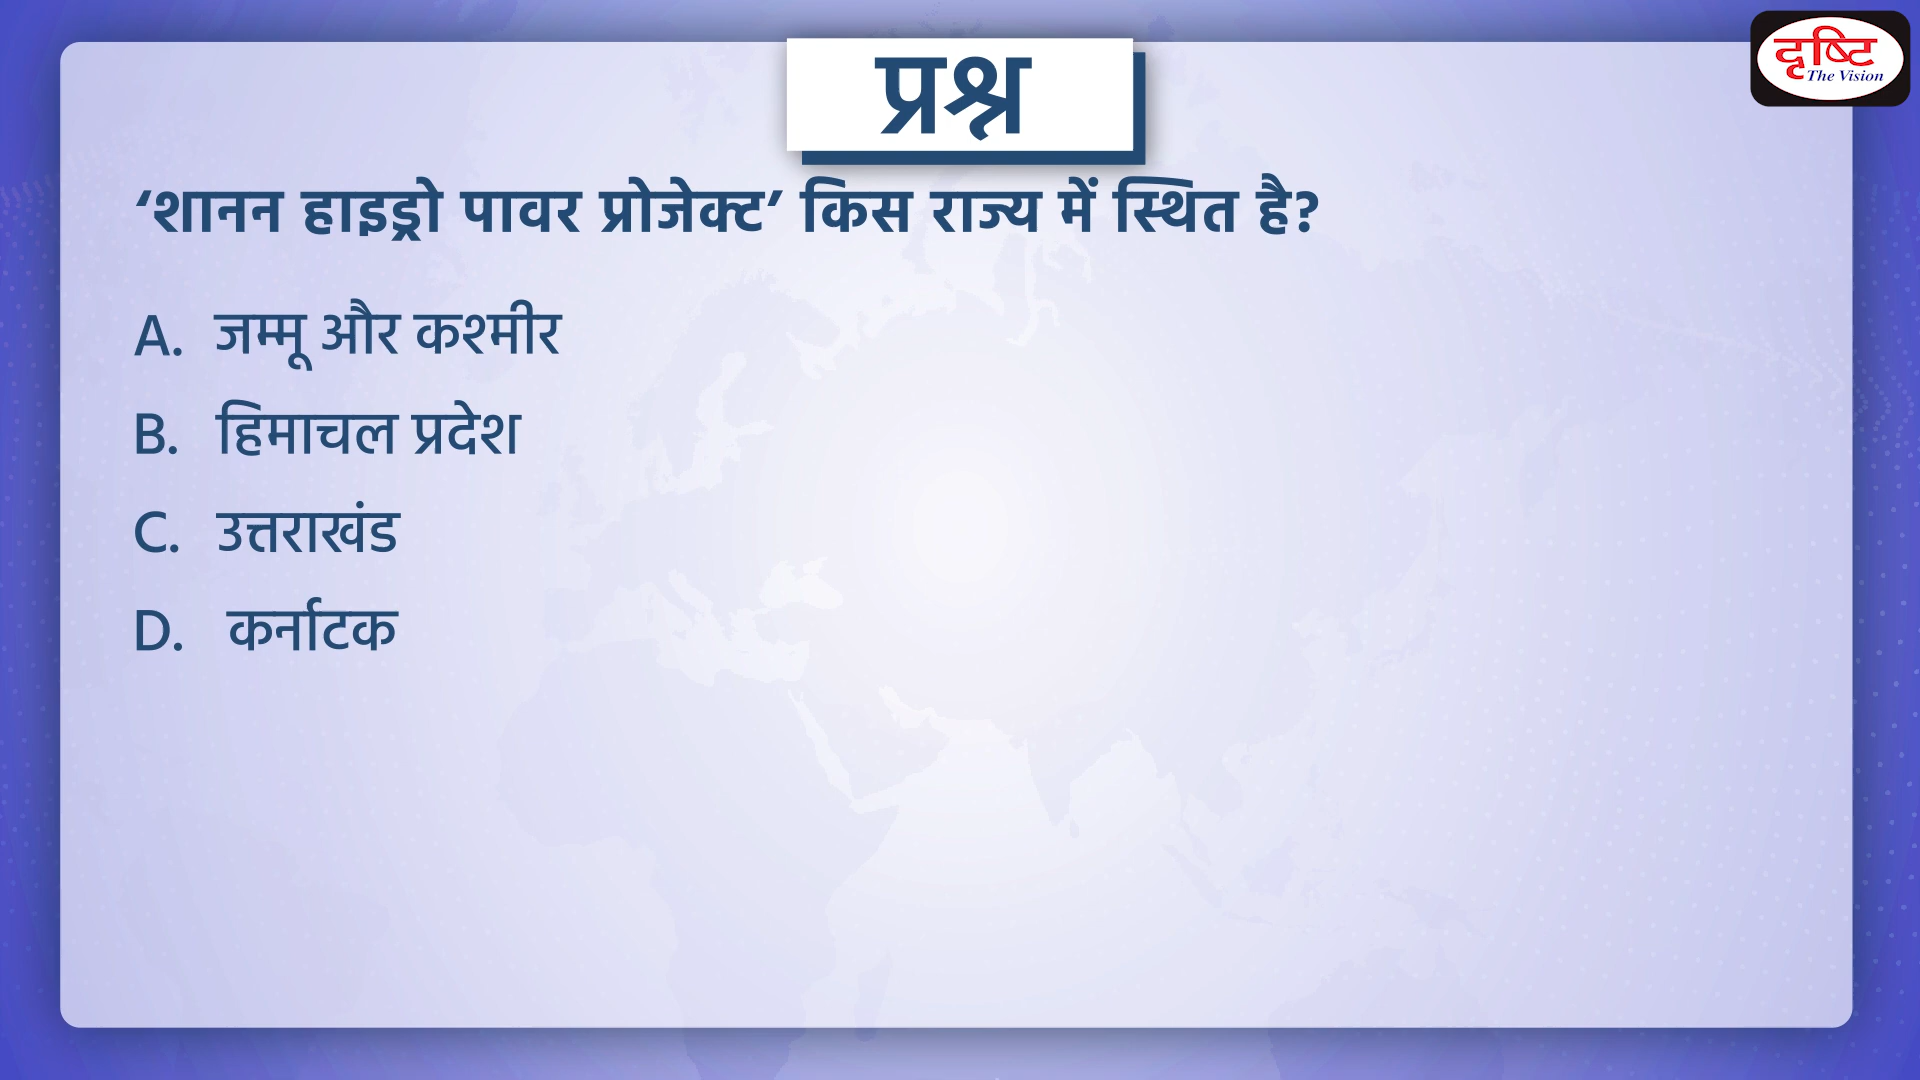 दृष्टि
The Vision
प्रश्न
‘शानन हाइड्रो पावर प्रोजेक्ट’ किस राज्य में स्थित है?
A. जम्मू और कश्मीर
B. हिमाचल प्रदेश
C. उत्तराखंड
D. कर्नाटक